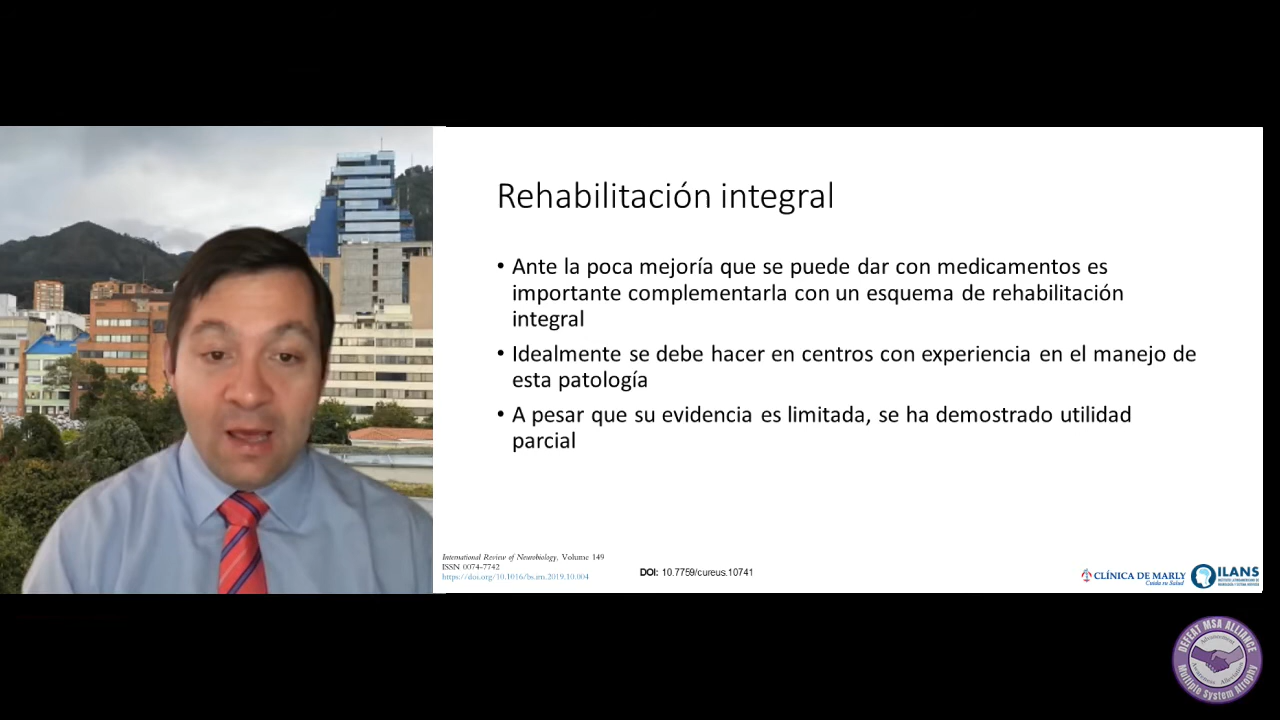 Rehabilitación integral
• Ante la poca mejoría que se puede dar con medicamentos es
importante complementarla con un esquema de rehabilitación
integral
• Idealmente se debe hacer en centros con experiencia en el manejo de
esta patología
• A pesar que su evidencia es limitada, se ha demostrado utilidad
parcial
International Review of Neurobiology, Volume 149
ISSN 0074-7742
https://doi.org/10.1016/bs.irn.2019.10.004
DOI: 10.7759/cureus.10741
CLÍNICA DE MARLY
Cuida su Salud
ILANS
DEFEAT MSA ALLIANCE
Multiple System Atrophy